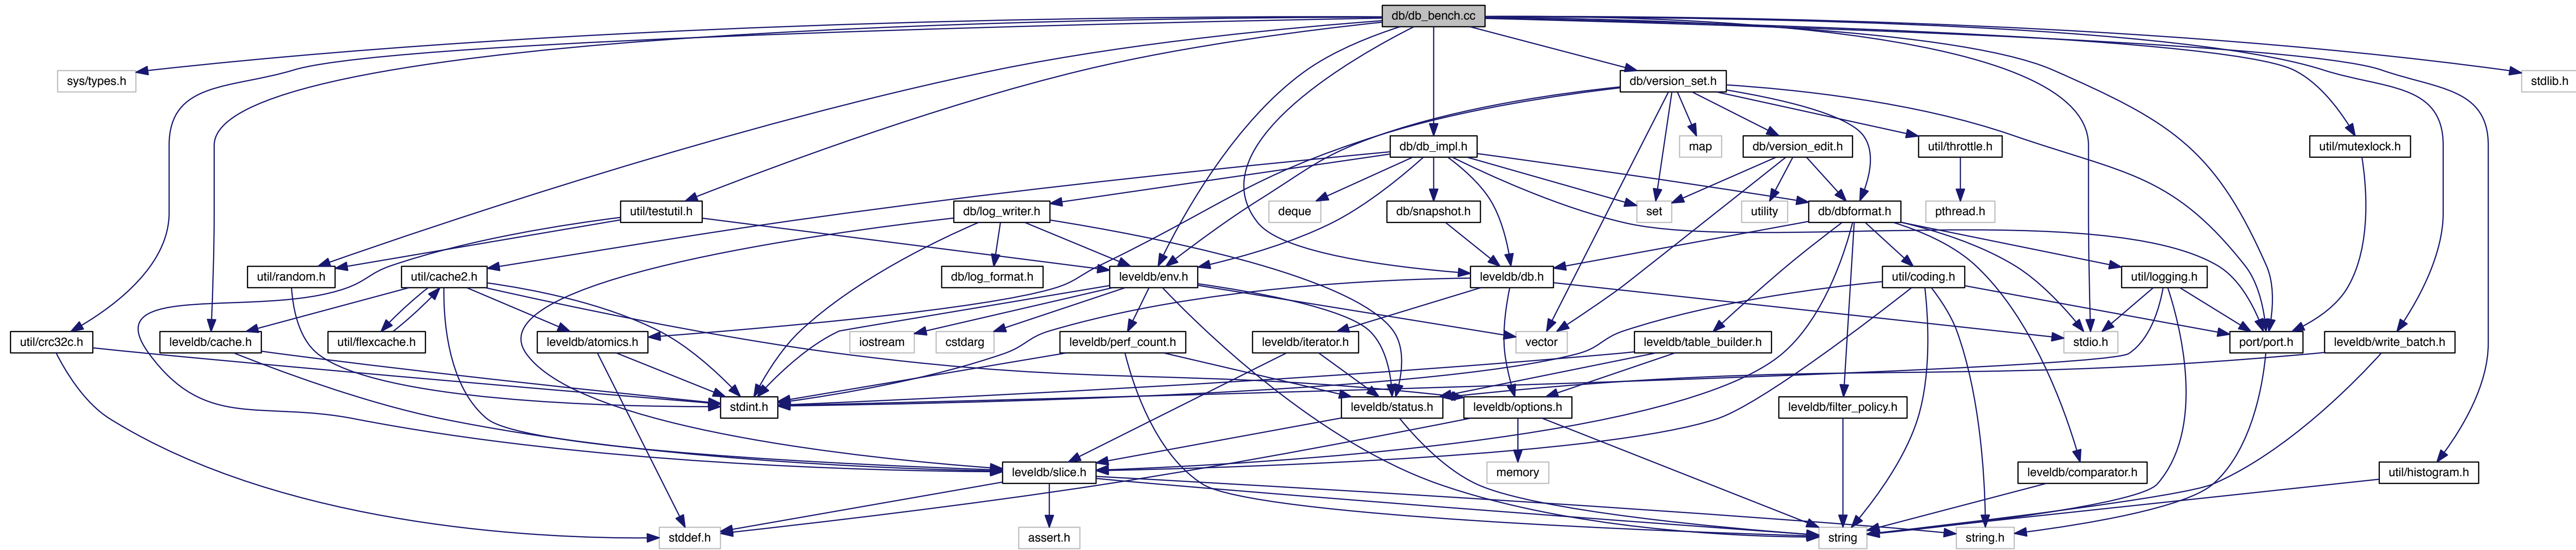 db/db_bench.cc
sys/types.h
db/version_set.h
stdlib.h
db/db_impl.h
map
db/version_edit.h
util/throttle.h
util/mutexlock.h
util/testutil.h
db/log_writer.h
deque
db/snapshot.h
set
utility
db/dbformat.h
pthread.h
util/random.h
util/cache2.h
db/log_format.h
leveldb/env.h
leveldb/db.h
util/coding.h
util/logging.h
util/crc32c.h
leveldb/cache.h
util/flexcache.h
leveldb/atomics.h
iostream
cstdarg
leveldb/perf_count.h
leveldb/iterator.h
vector
leveldb/table_builder.h
stdio.h
port/port.h
leveldb/write_batch.h
stdint.h
leveldb/status.h
leveldb/options.h
leveldb/filter_policy.h
leveldb/slice.h
memory
leveldb/comparator.h
util/histogram.h
stddef.h
assert.h
string
string.h